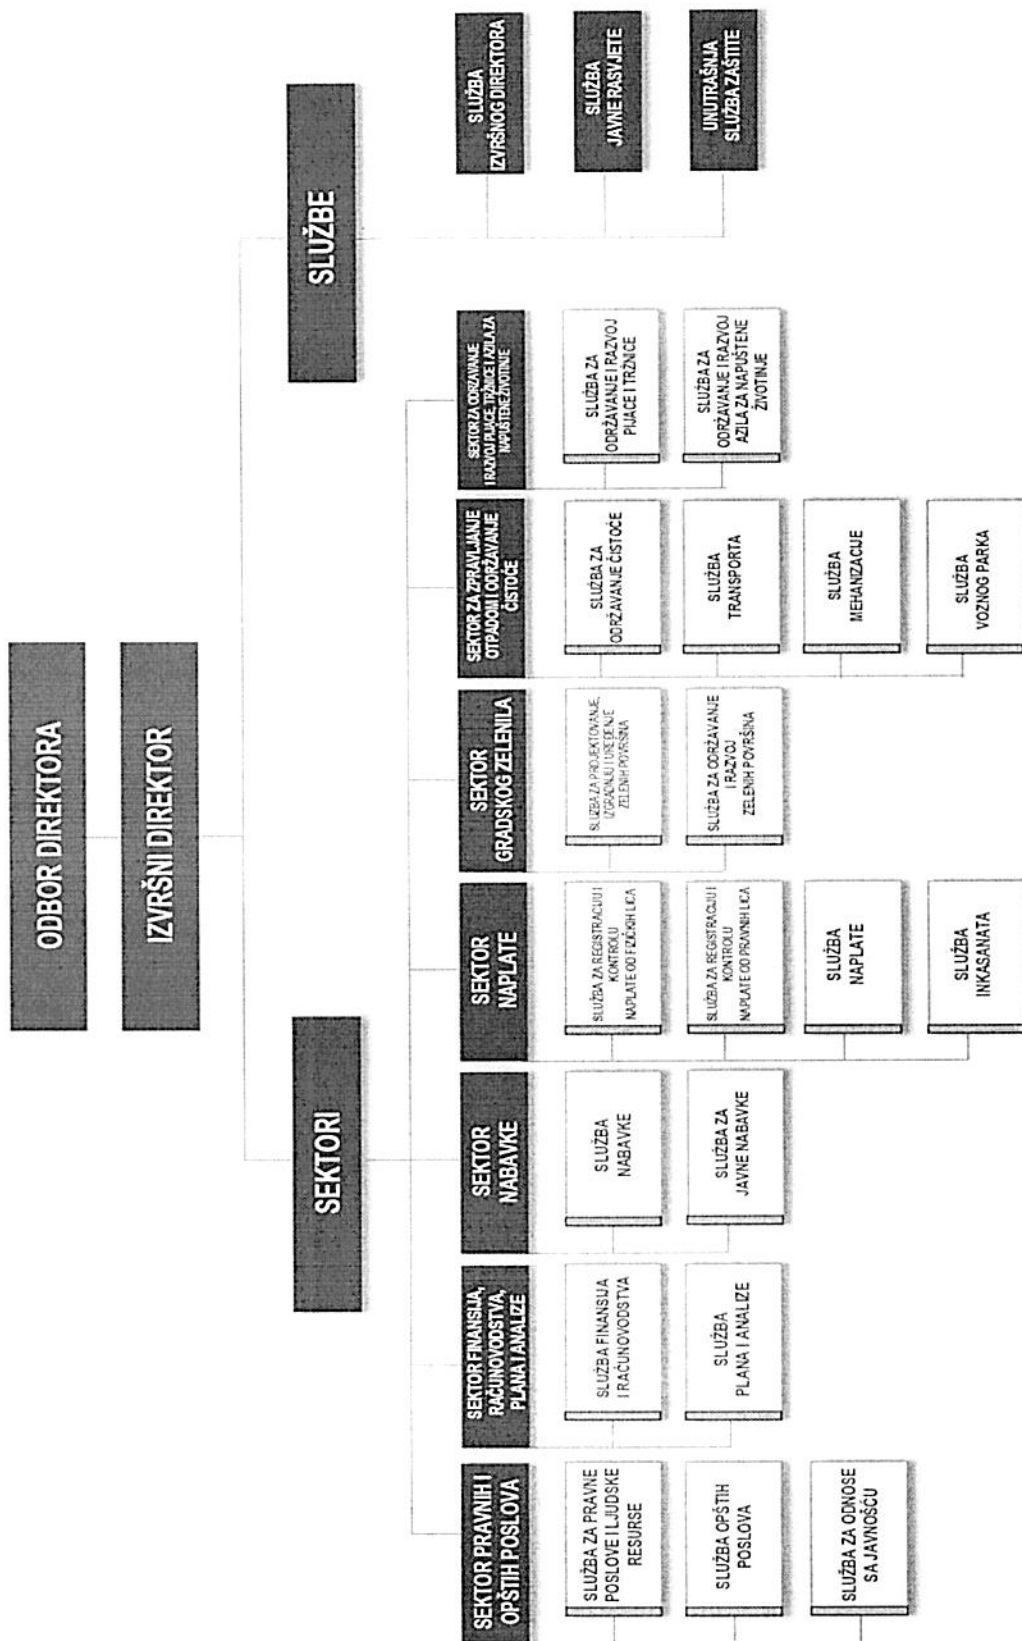 ODBOR DIREKTORA
IZVRŠNI DIREKTOR
SEKTORI
SLUŽBE
SEKTOR PRAVNIH I
OPŠTIH POSLOVA
SLUŽBA ZA PRAVNE
POSLOVE I LJUDSKE
RESURSE
SLUŽBA OPŠTIH
POSLOVA
SLUŽBA ZA ODNOSE
SA JAVNOŠĆU
SEKTOR FINANSIJA,
RAČUNOVODSTVA,
PLANA I ANALIZE
SLUŽBA FINANSIJA
I RAČUNOVODSTVA
SLUŽBA
PLANA I ANALIZE
SEKTOR
NABAVKE
SLUŽBA
NABAVKE
SLUŽBA ZA
JAVNE NABAVKE
SEKTOR
NAPLATE
SLUŽBA ZA REGISTRACIJU I
KONTROLU
NAPLATE OD FIZIČKIH LICA
SLUŽBA ZA REGISTRACIJU I
KONTROLU
NAPLATE OD PRAVNIH LICA
SLUŽBA
NAPLATE
SLUŽBA
INKASANATA
SEKTOR
GRADSKOG ZELENILA
SLUŽBA ZA PROJEKTOVANJE,
IZGRADNJU I UREĐENJE
ZELENIH POVRŠINA
SLUŽBA ZA ODRŽAVANJE
I RAZVOJ
ZELENIH POVRŠINA
SEKTOR ZA ZPRAVLJANJE
OTPADOM I ODRŽAVANJE
ČISTOĆE
SLUŽBA ZA
ODRŽAVANJE ČISTOĆE
SLUŽBA
TRANSPORTA
SLUŽBA
MEHANIZACIJE
SLUŽBA
VOZNOG PARKA
SEKTOR ZA ODRŽAVANJE
I RAZVOJ PIJACE, TRŽNICE I AZILA ZA
NAPUŠTENE ŽIVOTINJE
SLUŽBA ZA
ODRŽAVANJE I RAZVOJ
PIJACE I TRŽNICE
SLUŽBA ZA
ODRŽAVANJE I RAZVOJ
AZILA ZA NAPUŠTENE
ŽIVOTINJE
SLUŽBA
IZVRŠNOG DIREKTORA
SLUŽBA
JAVNE RASVJETE
UNUTRAŠNJA
SLUŽBA ZAŠTITE